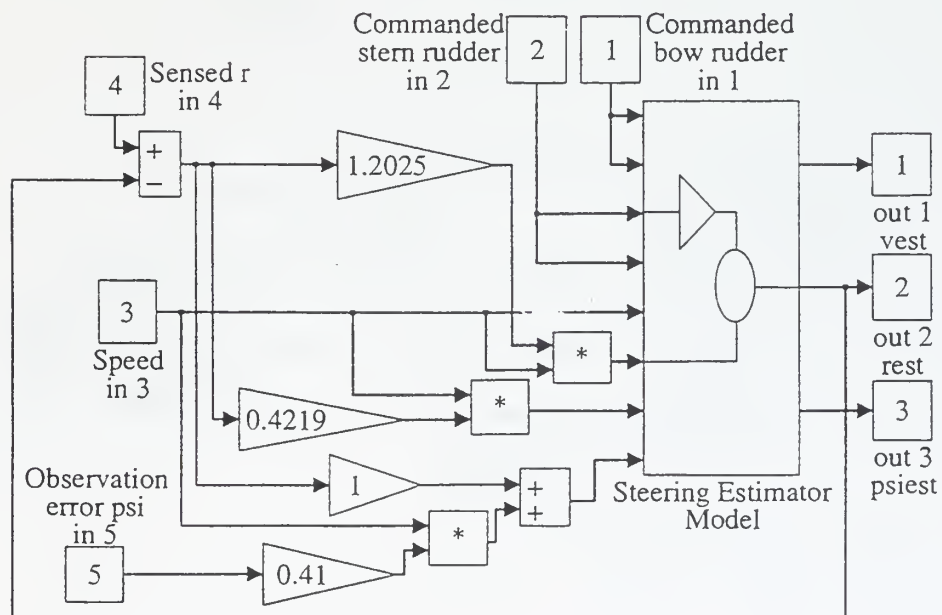 Commanded
stern rudder
in 2
2
1
Commanded
bow rudder
in 1
4
Sensed r
in 4
+
−
1.2025
1
out 1
vest
3
Speed
in 3
2
out 2
rest
*
*
0.4219
3
out 3
psiest
Observation
error psi
in 5
1
+
+
Steering Estimator
Model
*
5
0.41